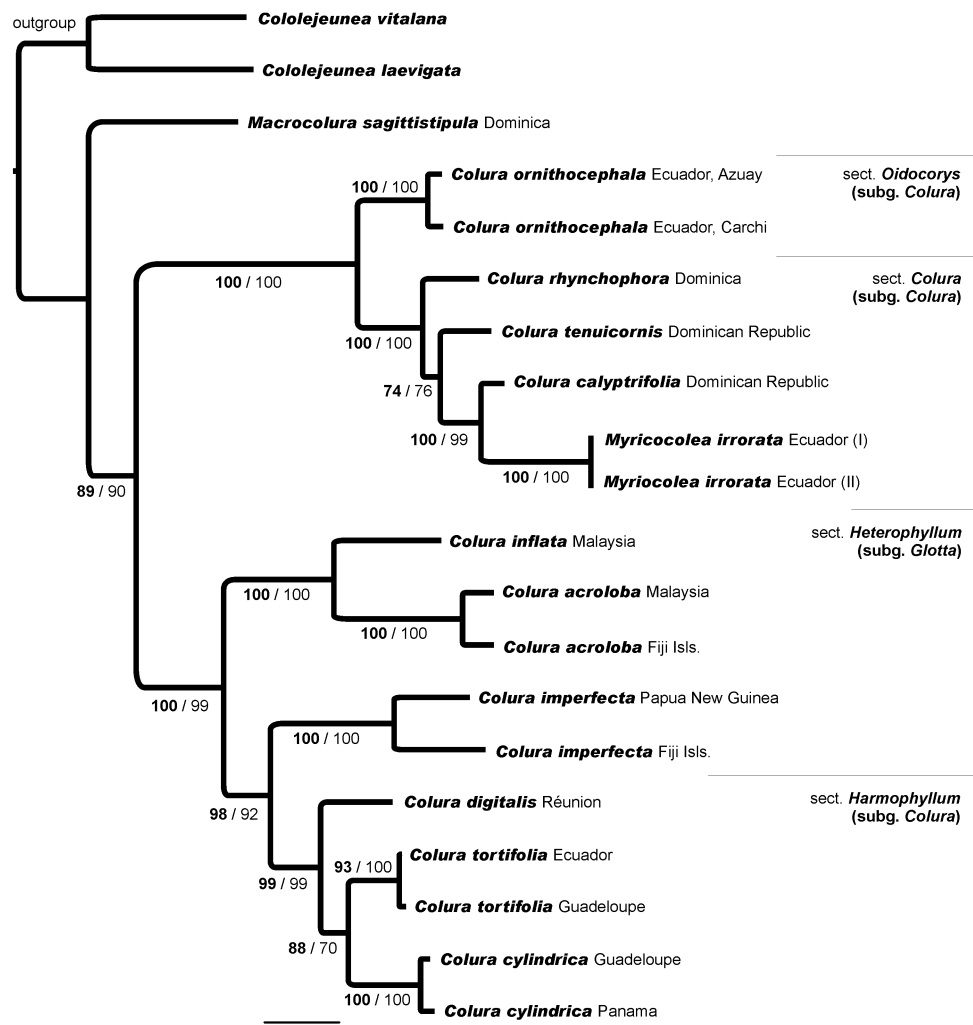 outgroup
Cololejeunea vitalana
Cololejeunea laevigata
Macrocolura sagittistipula Dominica
Colura ornithocephala Ecuador, Azuay
sect. Oidocorys
(subg. Colura)
100 / 100
Colura ornithocephala Ecuador, Carchi
100 / 100
Colura rhynchophora Dominica
sect. Colura
(subg. Colura)
100 / 100
Colura tenuicornis Dominican Republic
74 / 76
Colura calyptrifolia Dominican Republic
100 / 99
Myricocolea irrorata Ecuador (I)
100 / 100
Myriocolea irrorata Ecuador (II)
89 / 90
sect. Heterophyllum
(subg. Glotta)
Colura inflata Malaysia
100 / 100
Colura acroloba Malaysia
100 / 100
Colura acroloba Fiji Isls.
100 / 99
Colura imperfecta Papua New Guinea
100 / 100
Colura imperfecta Fiji Isls.
98 / 92
sect. Harmophyllum
(subg. Colura)
Colura digitalis Réunion
99 / 99
Colura tortifolia Ecuador
93 / 100
Colura tortifolia Guadeloupe
88 / 70
Colura cylindrica Guadeloupe
100 / 100
Colura cylindrica Panama